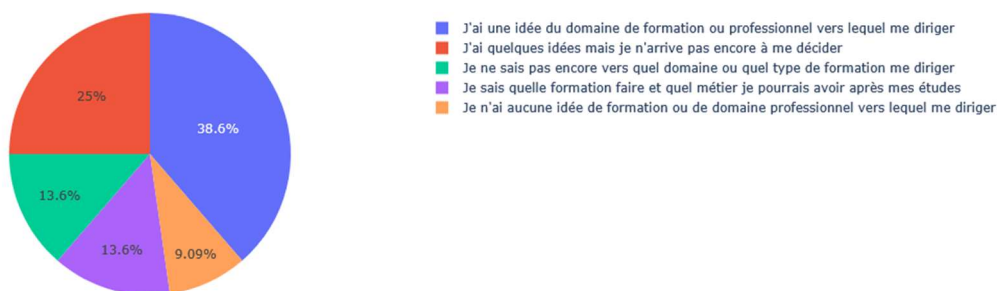 J'ai une idée du domaine de formation ou professionnel vers lequel me diriger
J'ai quelques idées mais je n'arrive pas encore à me décider
Je ne sais pas encore vers quel domaine ou quel type de formation me diriger
Je sais quelle formation faire et quel métier je pourrais avoir après mes études
Je n'ai aucune idée de formation ou de domaine professionnel vers lequel me diriger
25%
38.6%
13.6%
13.6%
9.09%